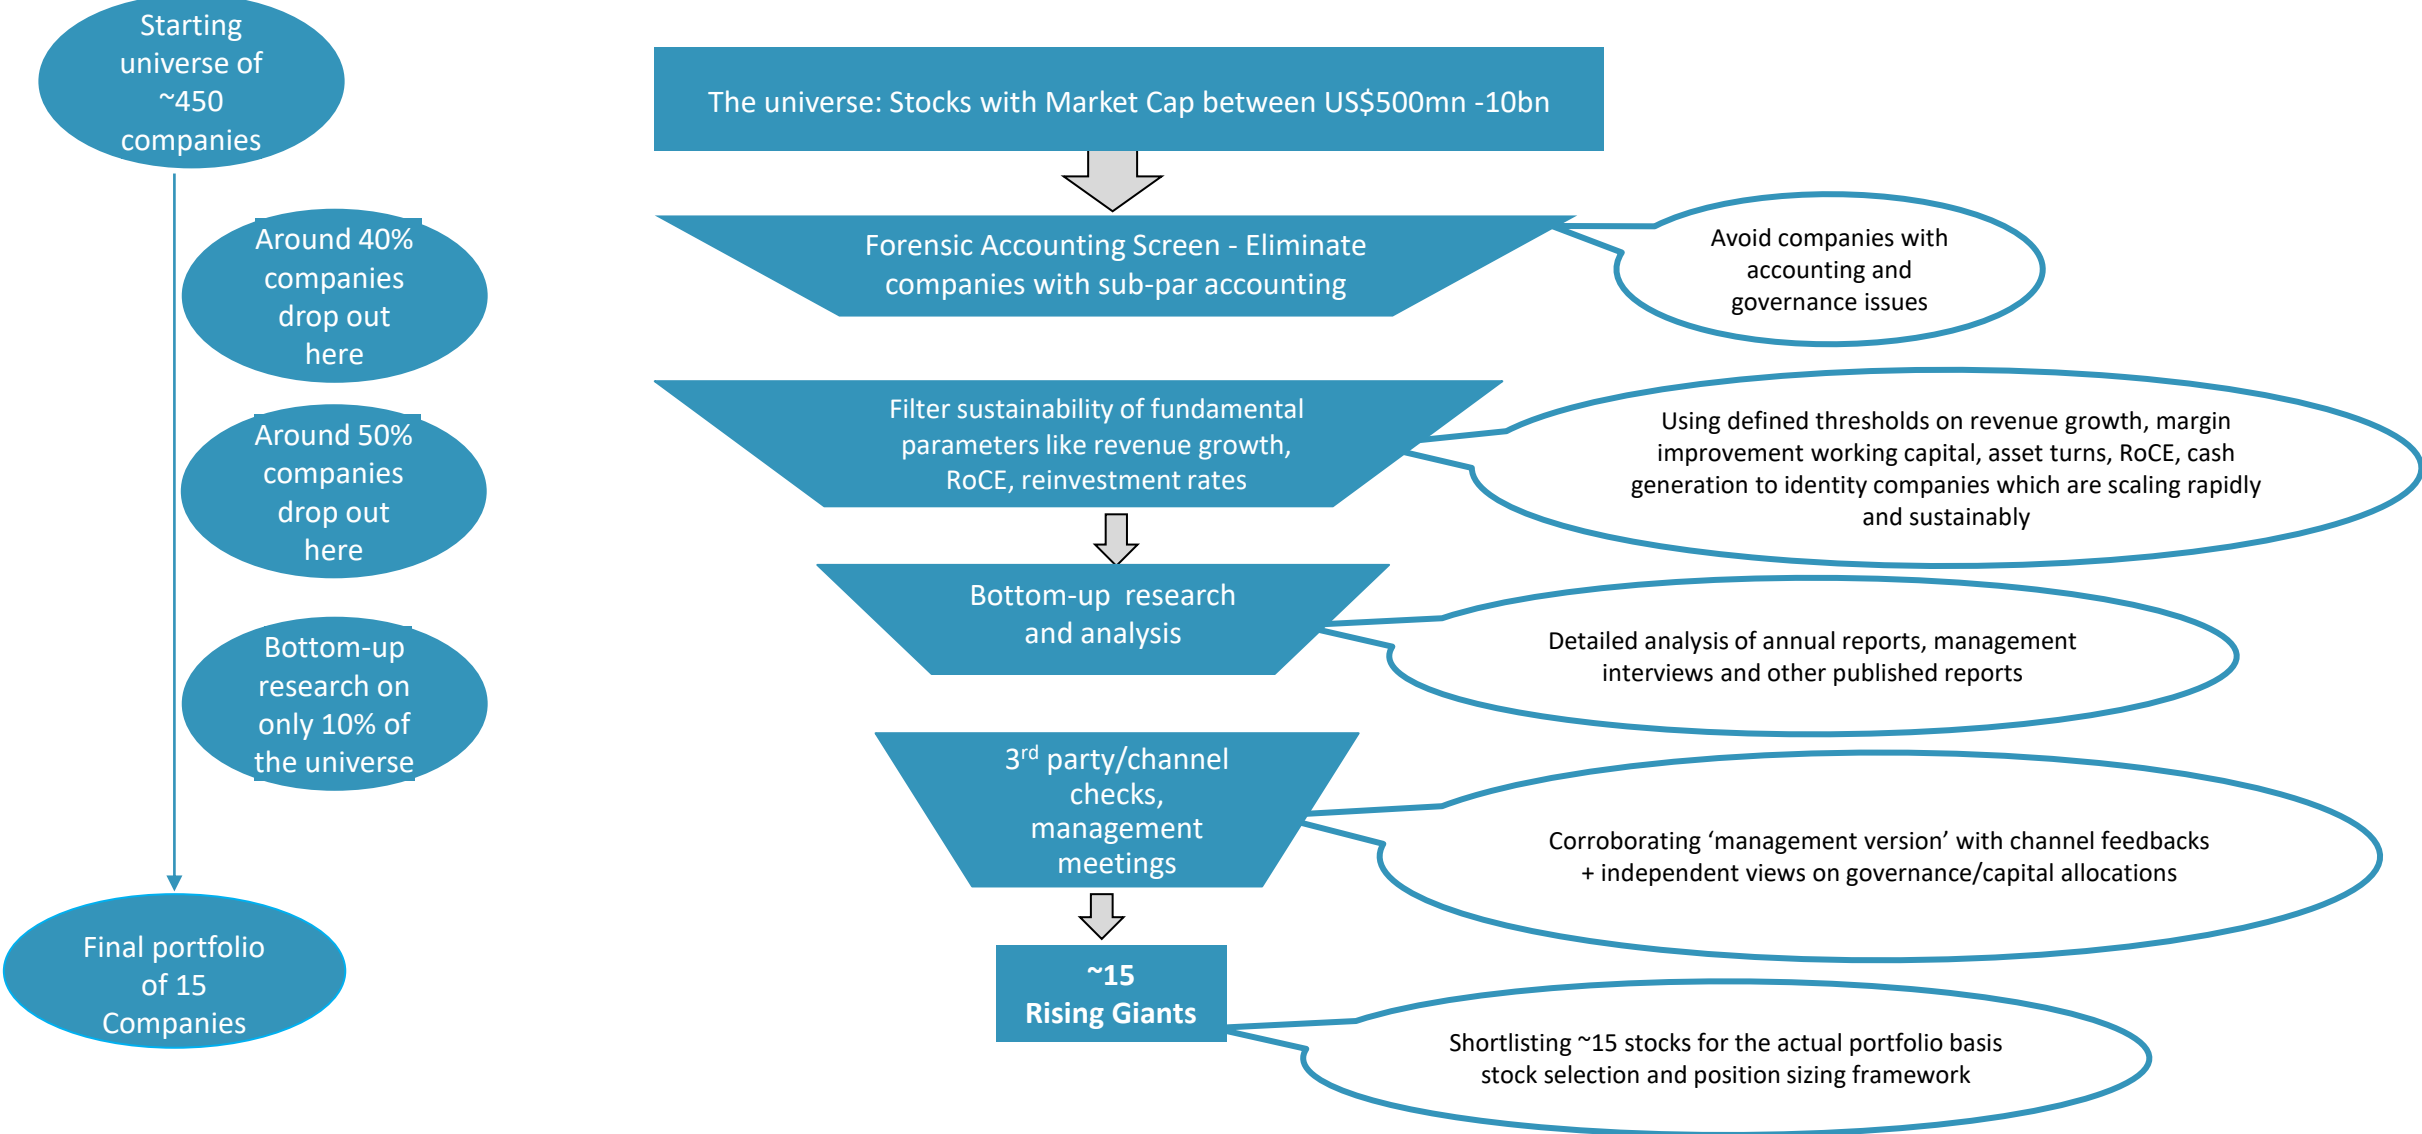 Starting
universe of
~450
companies
Around 40%
companies
drop out
here
Around 50%
companies
drop out
here
Bottom-up
research on
only 10% of
the universe
Final portfolio
of 15
Companies
The universe: Stocks with Market Cap between US$500mn -10bn
Forensic Accounting Screen - Eliminate
companies with sub-par accounting
Avoid companies with
accounting and
governance issues
Filter sustainability of fundamental
parameters like revenue growth,
RoCE, reinvestment rates
Using defined thresholds on revenue growth, margin
improvement working capital, asset turns, RoCE, cash
generation to identity companies which are scaling rapidly
and sustainably
Bottom-up research
and analysis
Detailed analysis of annual reports, management
interviews and other published reports
3rd party/channel
checks,
management
meetings
Corroborating ‘management version’ with channel feedbacks
+ independent views on governance/capital allocations
~15
Rising Giants
Shortlisting ~15 stocks for the actual portfolio basis
stock selection and position sizing framework